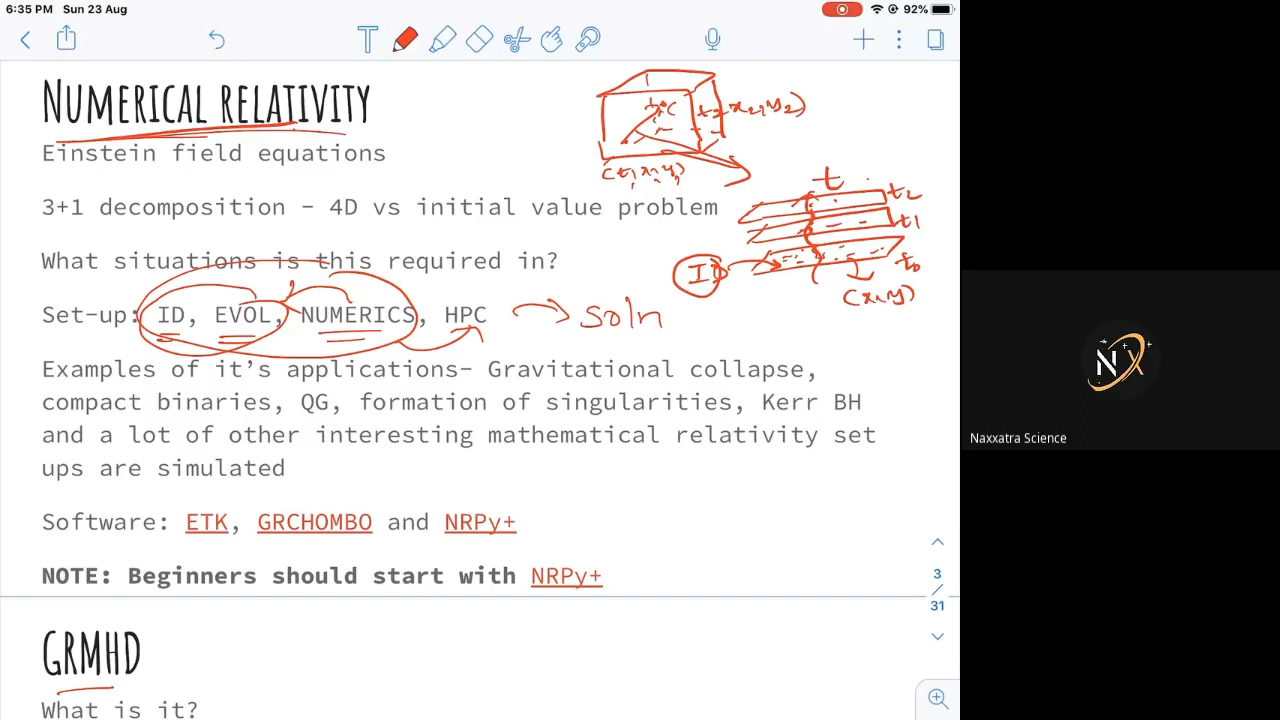 6:35 PM Sun 23 Aug
92%
NUMERICAL RELATIVITY
Einstein field equations
3+1 decomposition - 4D vs initial value problem
What situations is this required in?
Set-up: ID, EVOL, NUMERICS, HPC
Soln
Examples of it's applications- Gravitational collapse,
compact binaries, QG, formation of singularities, Kerr BH
and a lot of other interesting mathematical relativity set
ups are simulated
Software: ETK, GRCHOMBO and NRPy+
NOTE: Beginners should start with NRPy+
GRMHD
What is it?
t
t2
t1
t0
ID
(x,y)
3
31
NX
Naxxatra Science